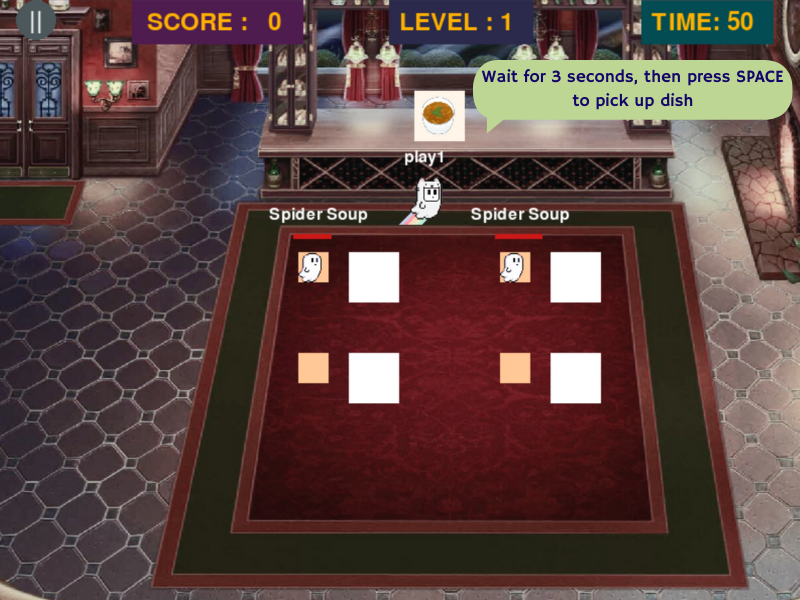 SCORE : 0
LEVEL : 1
TIME: 50
Wait for 3 seconds, then press SPACE
to pick up dish
play1
Spider Soup
Spider Soup